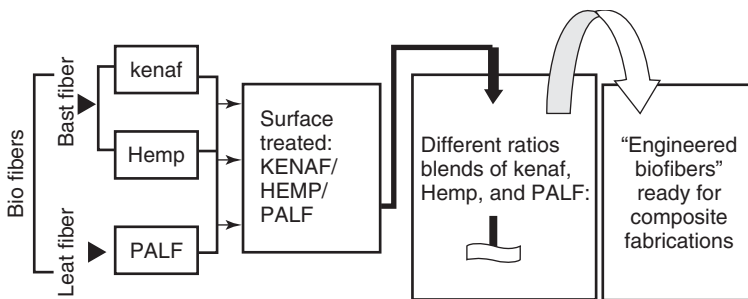 Bio fibers
Bast fiber
Leat fiber
kenaf
Hemp
PALF
Surface
treated:
KENAF/
HEMP/
PALF
Different ratios
blends of kenaf,
Hemp, and PALF:
“Engineered
biofibers”
ready for
composite
fabrications